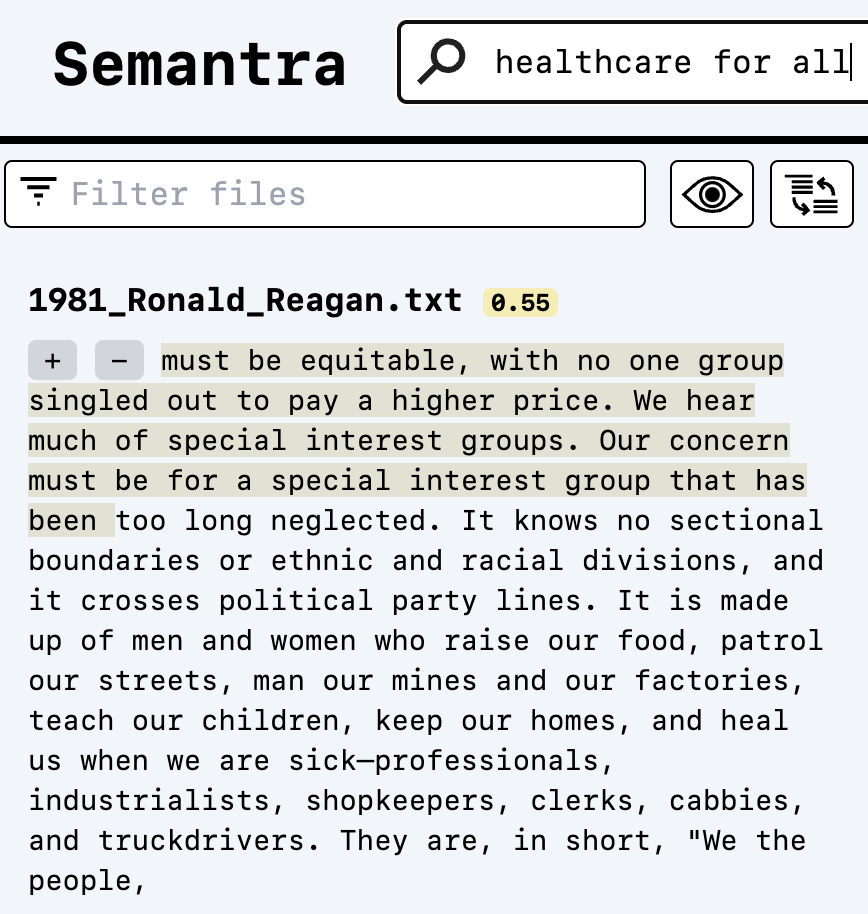 Semantra
healthcare for all
Filter files
1981_Ronald_Reagan.txt 0.55
+ − must be equitable, with no one group
singled out to pay a higher price. We hear
much of special interest groups. Our concern
must be for a special interest group that has
been too long neglected. It knows no sectional
boundaries or ethnic and racial divisions, and
it crosses political party lines. It is made
up of men and women who raise our food, patrol
our streets, man our mines and our factories,
teach our children, keep our homes, and heal
us when we are sick—professionals,
industrialists, shopkeepers, clerks, cabbies,
and truckdrivers. They are, in short, "We the
people,